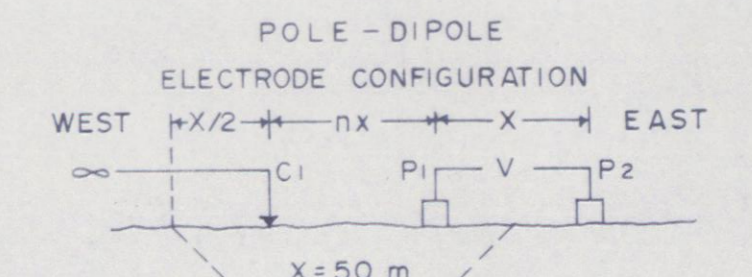 POLE - DIPOLE
ELECTRODE CONFIGURATION
WEST X/2 nx X EAST
∞ C1 P1 V P2
X = 50 m